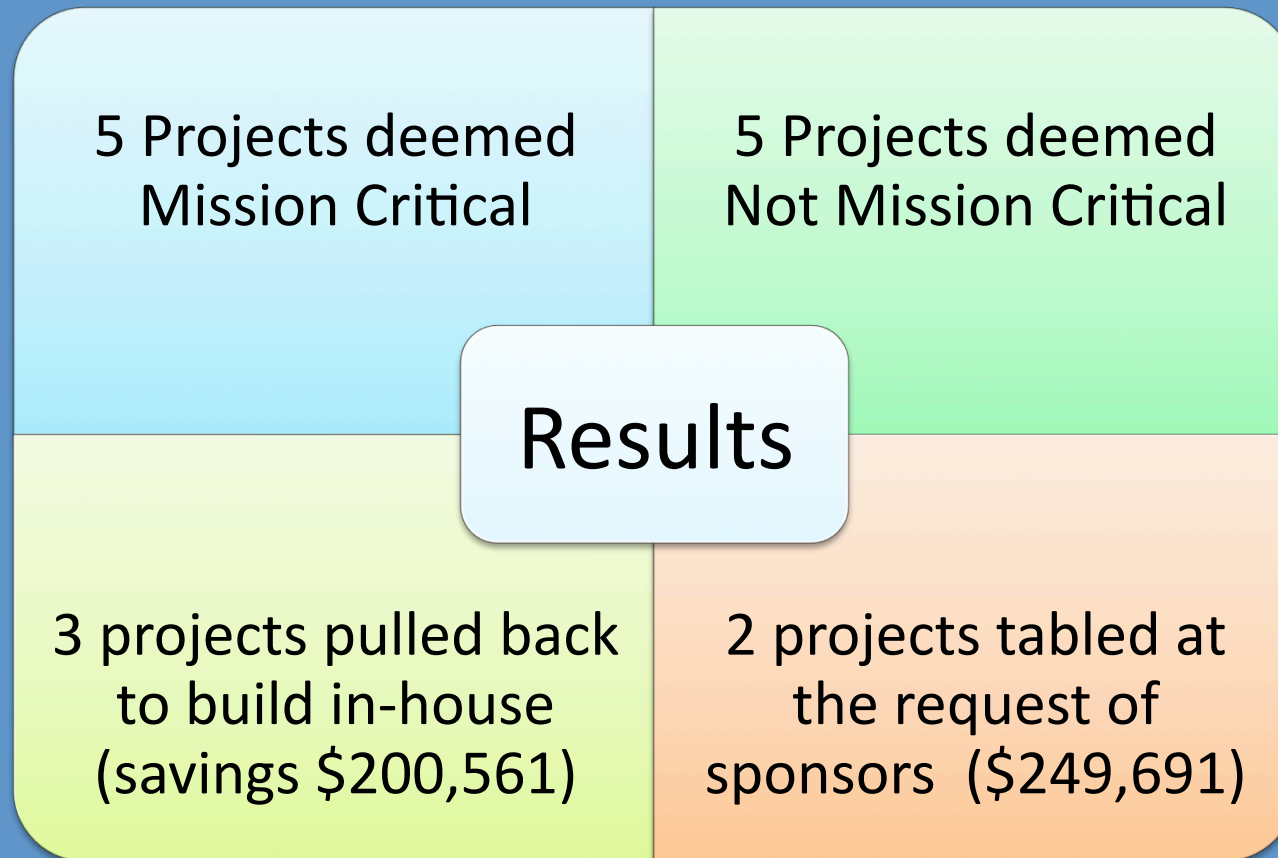 5 Projects deemed
Mission Critical
5 Projects deemed
Not Mission Critical
Results
3 projects pulled back
to build in-house
(savings $200,561)
2 projects tabled at
the request of
sponsors  ($249,691)